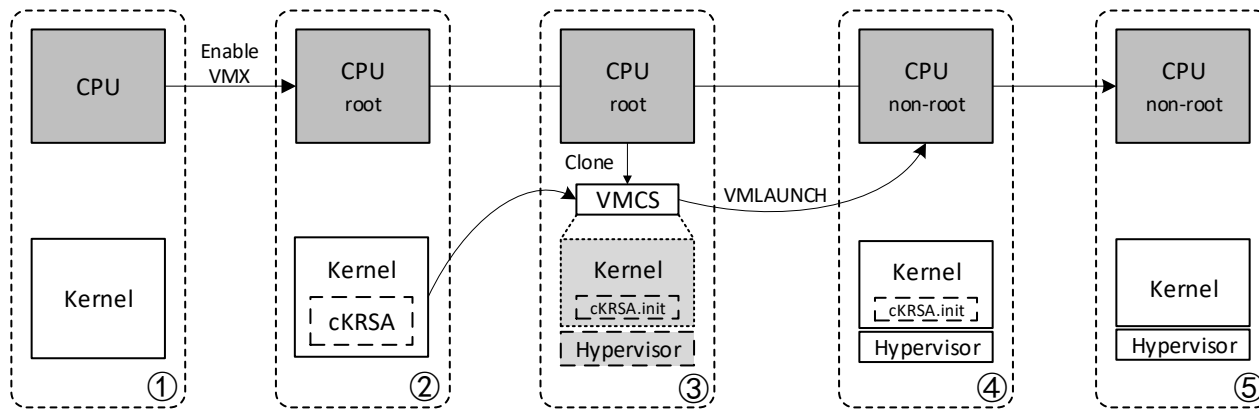 CPU
Kernel
①
Enable
VMX
CPU
root
Kernel
cKRSA
②
CPU
root
Clone
VMCS
Kernel
cKRSA.init
Hypervisor
③
VMLAUNCH
CPU
non-root
Kernel
cKRSA.init
Hypervisor
④
CPU
non-root
Kernel
Hypervisor
⑤